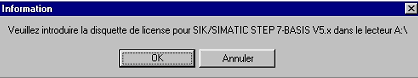 Information
Veuillez introduire la disquette de license pour SIK/SIMATIC STEP 7-BASIS V5.x dans le lecteur A:\
OK
Annuler